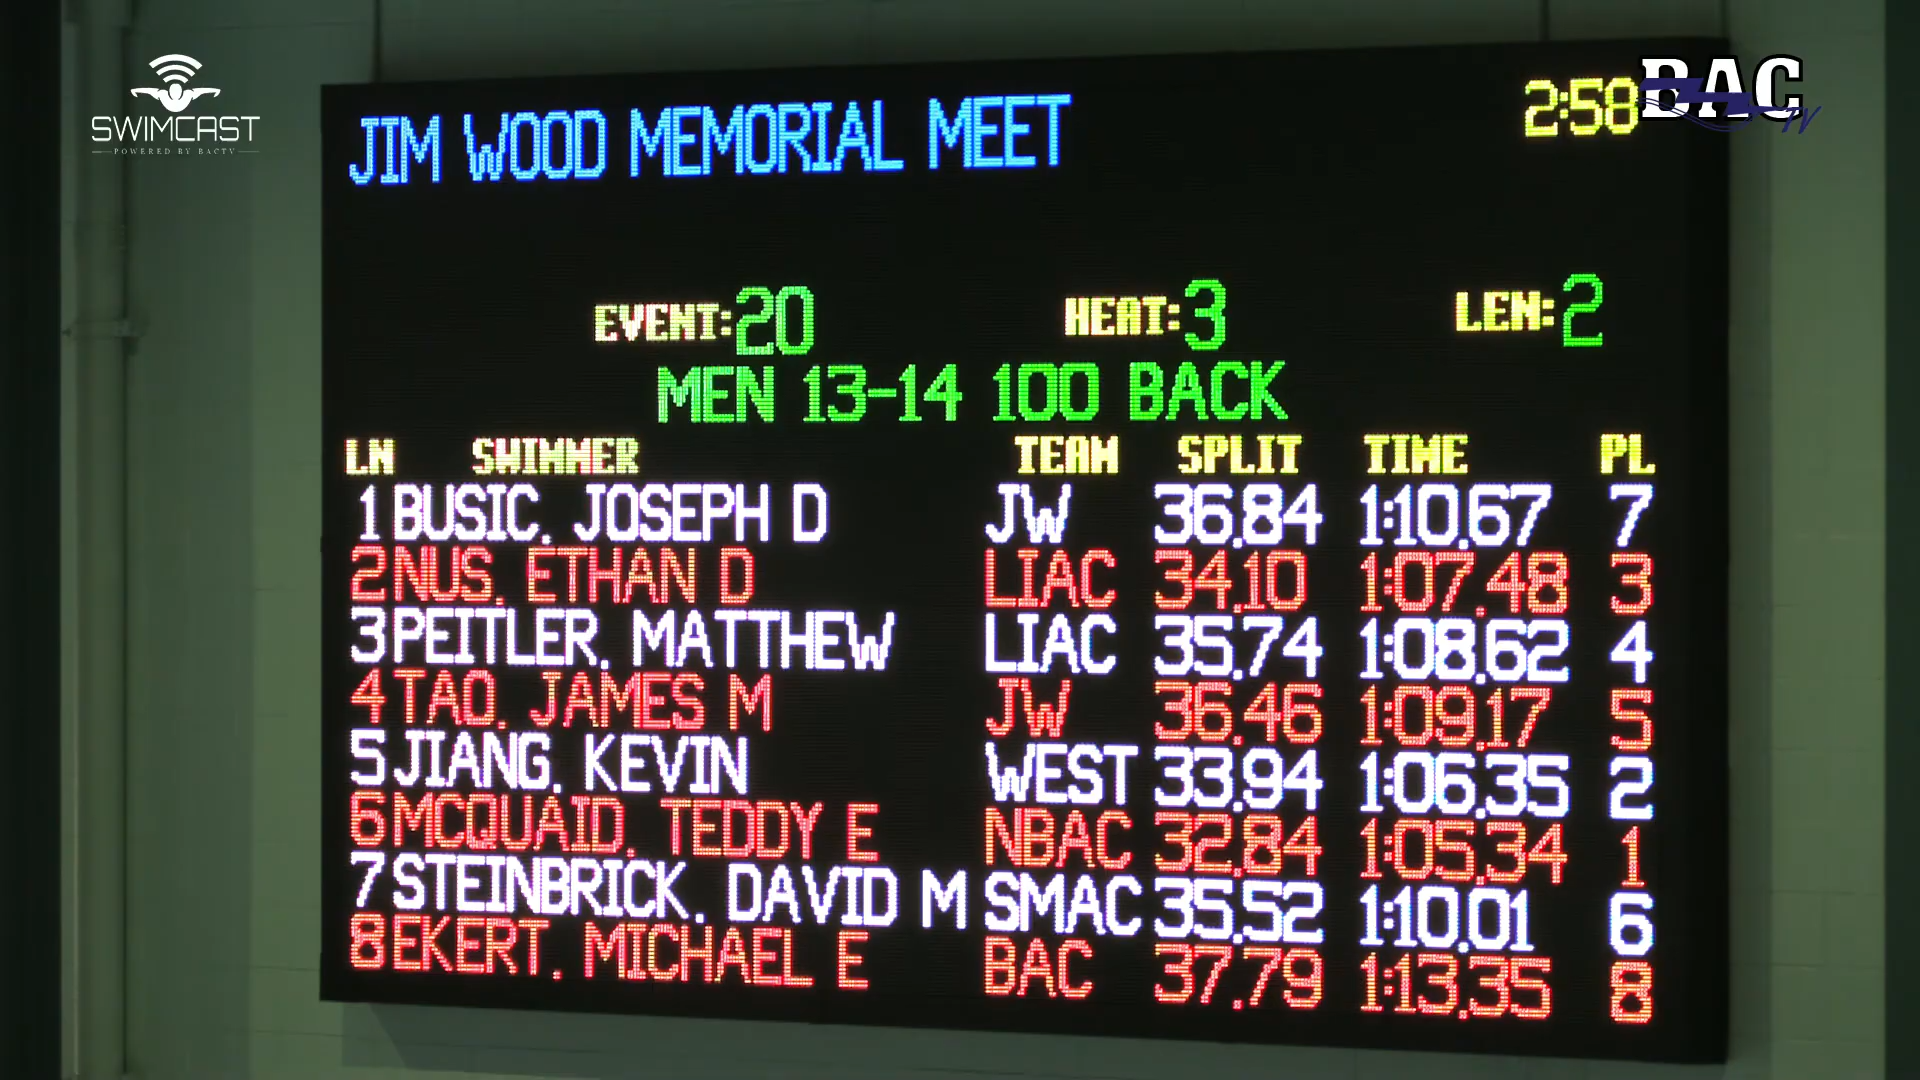 SWIMCAST
POWERED BY BACTV
BAC TV
JIM WOOD MEMORIAL MEET 2:58
EVENT:20 HEAT:3 LEN:2
MEN 13-14 100 BACK
LN SWIMMER TEAM SPLIT TIME PL
1 BUSIC, JOSEPH D JW 36.84 1:10.67 7
2 NUS, ETHAN D LIAC 34.10 1:07.48 3
3 PEITLER, MATTHEW LIAC 35.74 1:08.62 4
4 TAO, JAMES M JW 36.46 1:09.17 5
5 JIANG, KEVIN WEST 33.94 1:06.35 2
6 MCQUAID, TEDDY E NBAC 32.84 1:05.34 1
7 STEINBRICK, DAVID M SMAC 35.52 1:10.01 6
8 EKERT, MICHAEL E BAC 37.79 1:13.35 8